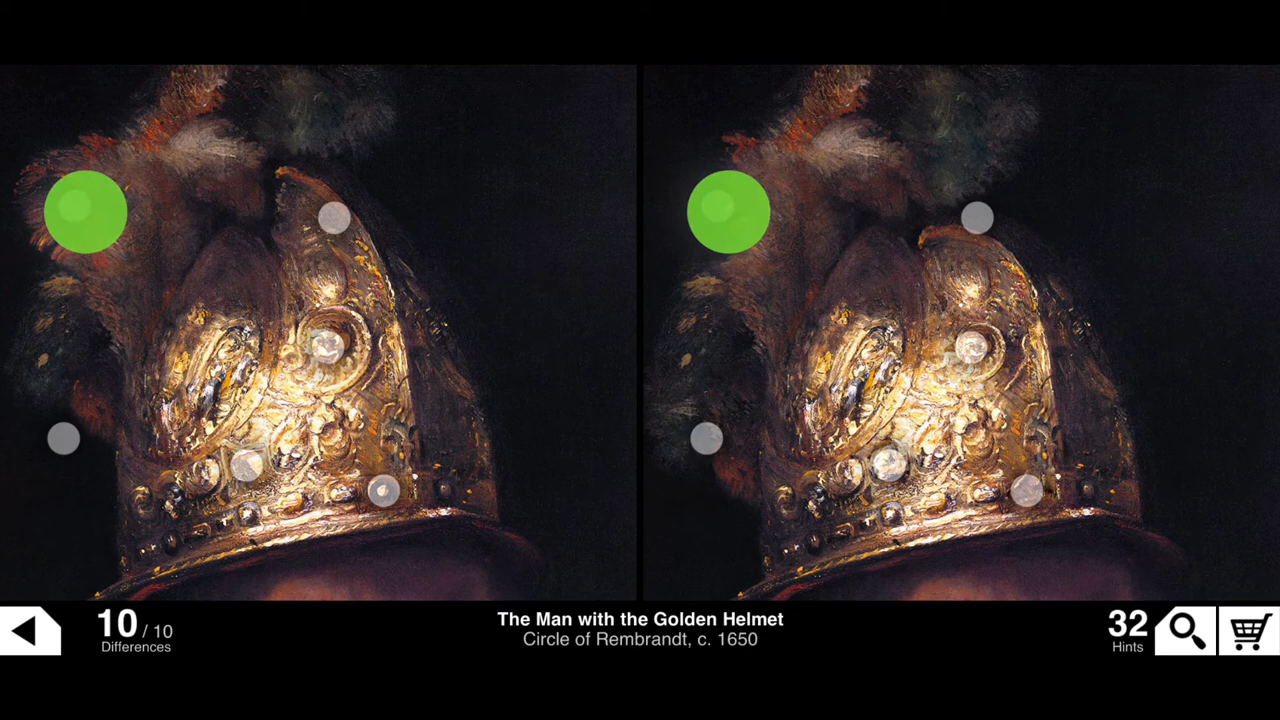 10 / 10
Differences
The Man with the Golden Helmet
Circle of Rembrandt, c. 1650
32
Hints